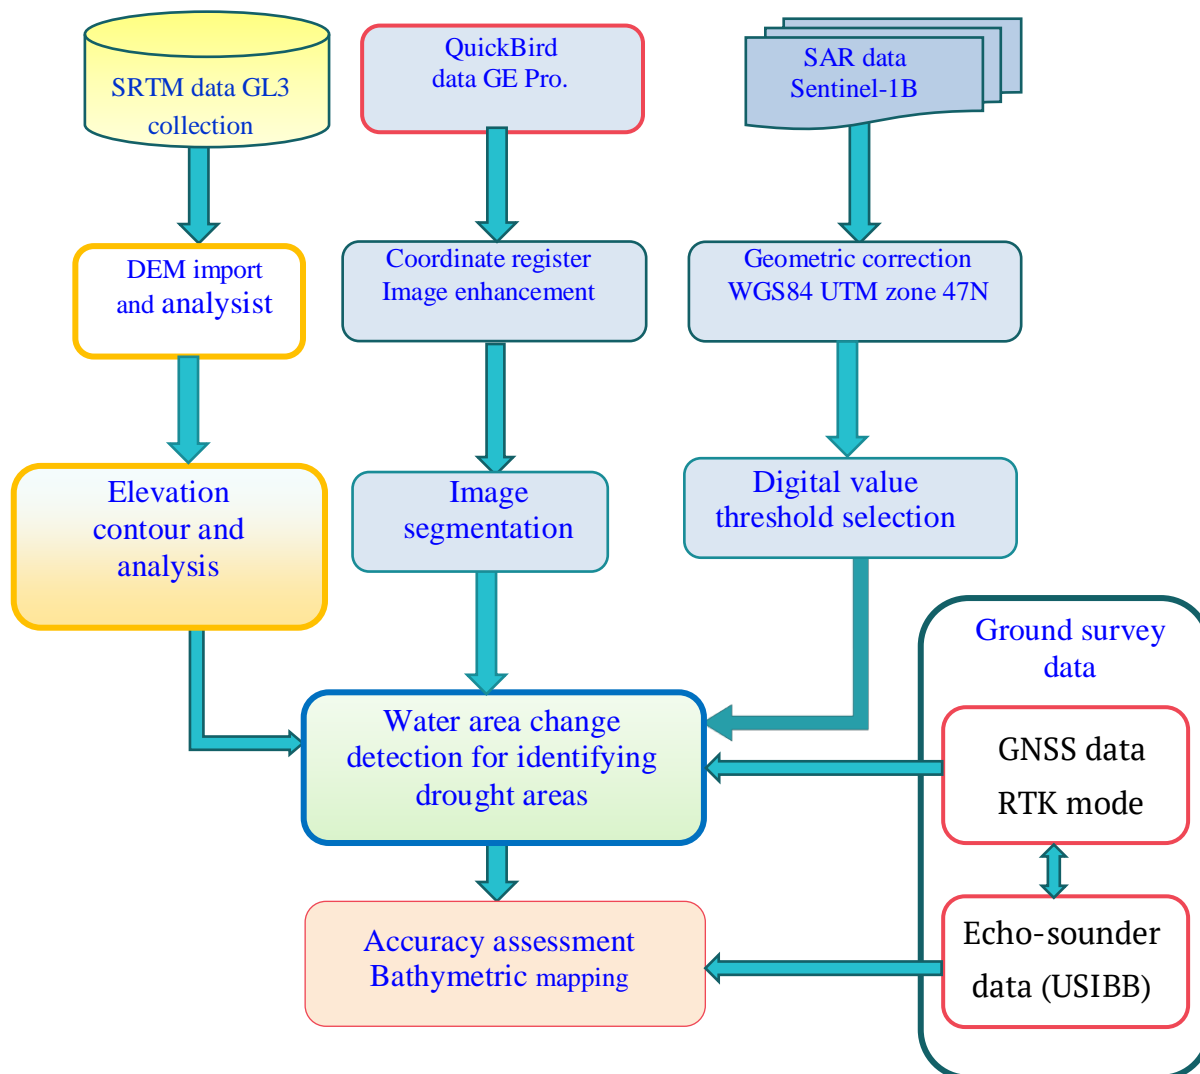 SRTM data GL3
collection
QuickBird
data GE Pro.
SAR data
Sentinel-1B
DEM import
and analysist
Coordinate register
Image enhancement
Geometric correction
WGS84 UTM zone 47N
Elevation
contour and
analysis
Image
segmentation
Digital value
threshold selection
Ground survey
data
Water area change
detection for identifying
drought areas
GNSS data
RTK mode
Accuracy assessment
Bathymetric mapping
Echo-sounder
data (USIBB)